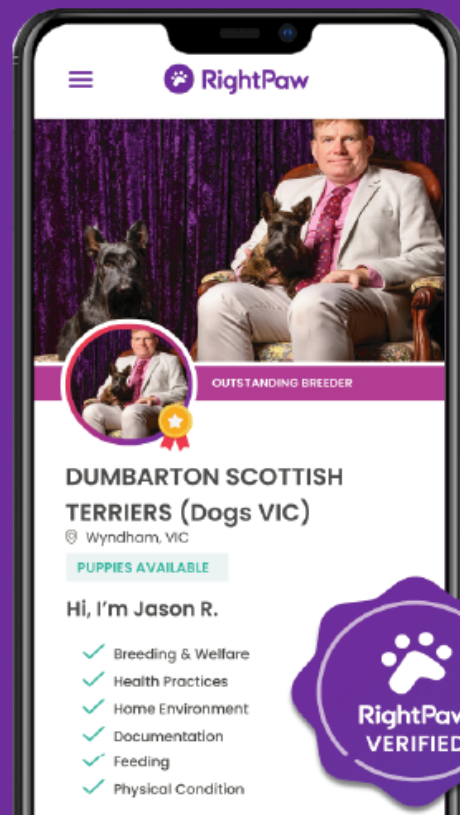 RightPaw
OUTSTANDING BREEDER
DUMBARTON SCOTTISH
TERRIERS (Dogs VIC)
Wyndham, VIC
PUPPIES AVAILABLE
Hi, I'm Jason R.
Breeding & Welfare
Health Practices
Home Environment
Documentation
Feeding
Physical Condition
RightPaw
VERIFIED